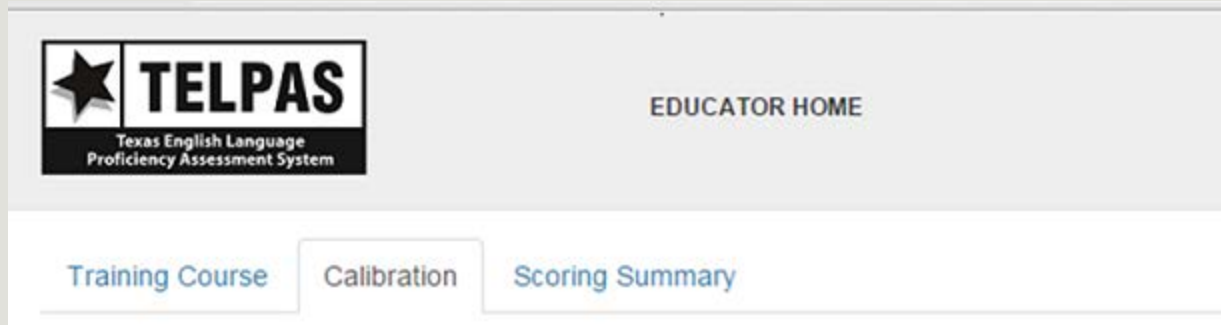 TELPAS
Texas English Language
Proficiency Assessment System
EDUCATOR HOME
Training Course
Calibration
Scoring Summary